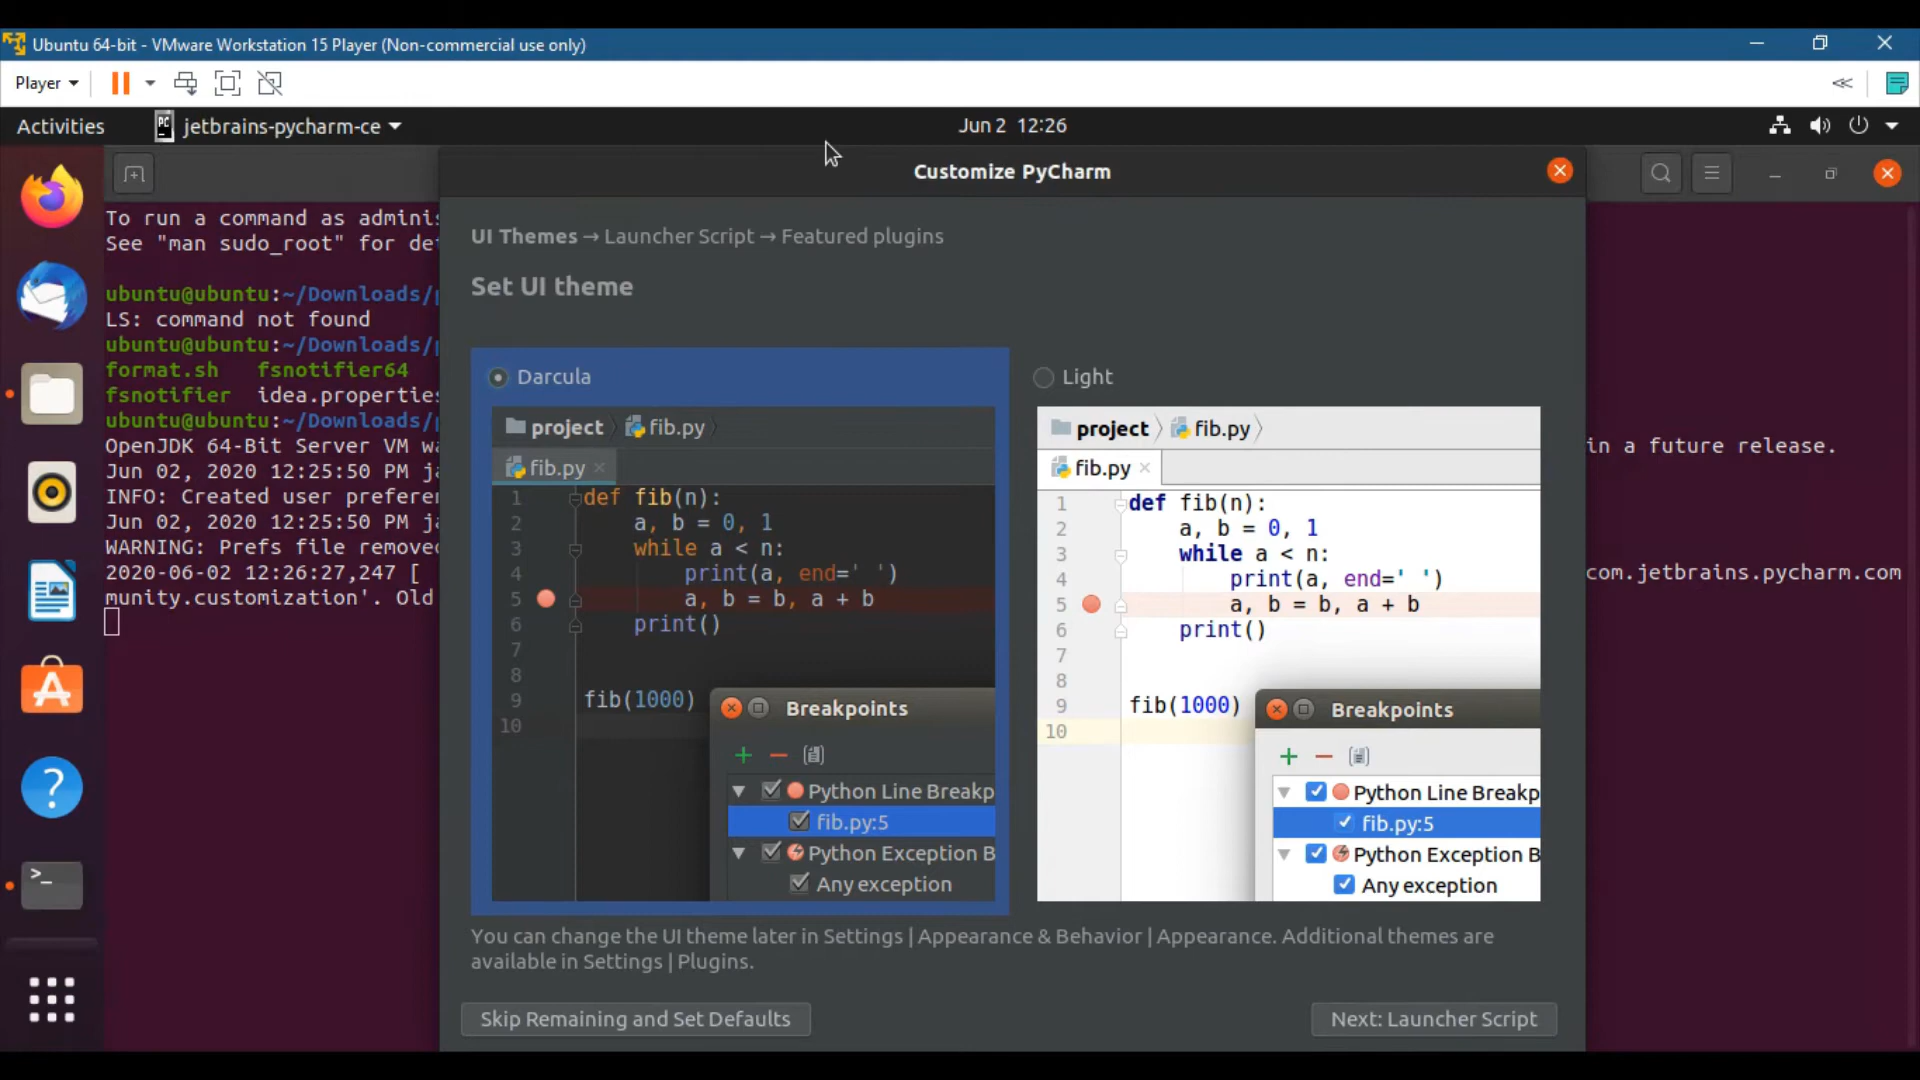 Ubuntu 64-bit - VMware Workstation 15 Player (Non-commercial use only)
Player
Activities
jetbrains-pycharm-ce
Jun 2 12:26
Customize PyCharm
To run a command as adminis
See "man sudo_root" for det
ubuntu@ubuntu:~/Downloads/p
LS: command not found
ubuntu@ubuntu:~/Downloads/p
format.sh fsnotifier64
fsnotifier idea.properties
ubuntu@ubuntu:~/Downloads/p
OpenJDK 64-Bit Server VM wa
in a future release.
Jun 02, 2020 12:25:50 PM ja
INFO: Created user preferen
Jun 02, 2020 12:25:50 PM ja
WARNING: Prefs file removed
2020-06-02 12:26:27,247 [
com.jetbrains.pycharm.com
munity.customization'. Old
UI Themes → Launcher Script → Featured plugins
Set UI theme
Darcula
project fib.py
fib.py
1 def fib(n):
2 a, b = 0, 1
3 while a < n:
4 print(a, end=' ')
5 a, b = b, a + b
6 print()
7
8
9 fib(1000)
10
Breakpoints
Python Line Breakp
fib.py:5
Python Exception B
Any exception
Light
project fib.py
fib.py
1 def fib(n):
2 a, b = 0, 1
3 while a < n:
4 print(a, end=' ')
5 a, b = b, a + b
6 print()
7
8
9 fib(1000)
10
Breakpoints
Python Line Breakp
fib.py:5
Python Exception B
Any exception
You can change the UI theme later in Settings | Appearance & Behavior | Appearance. Additional themes are
available in Settings | Plugins.
Skip Remaining and Set Defaults
Next: Launcher Script